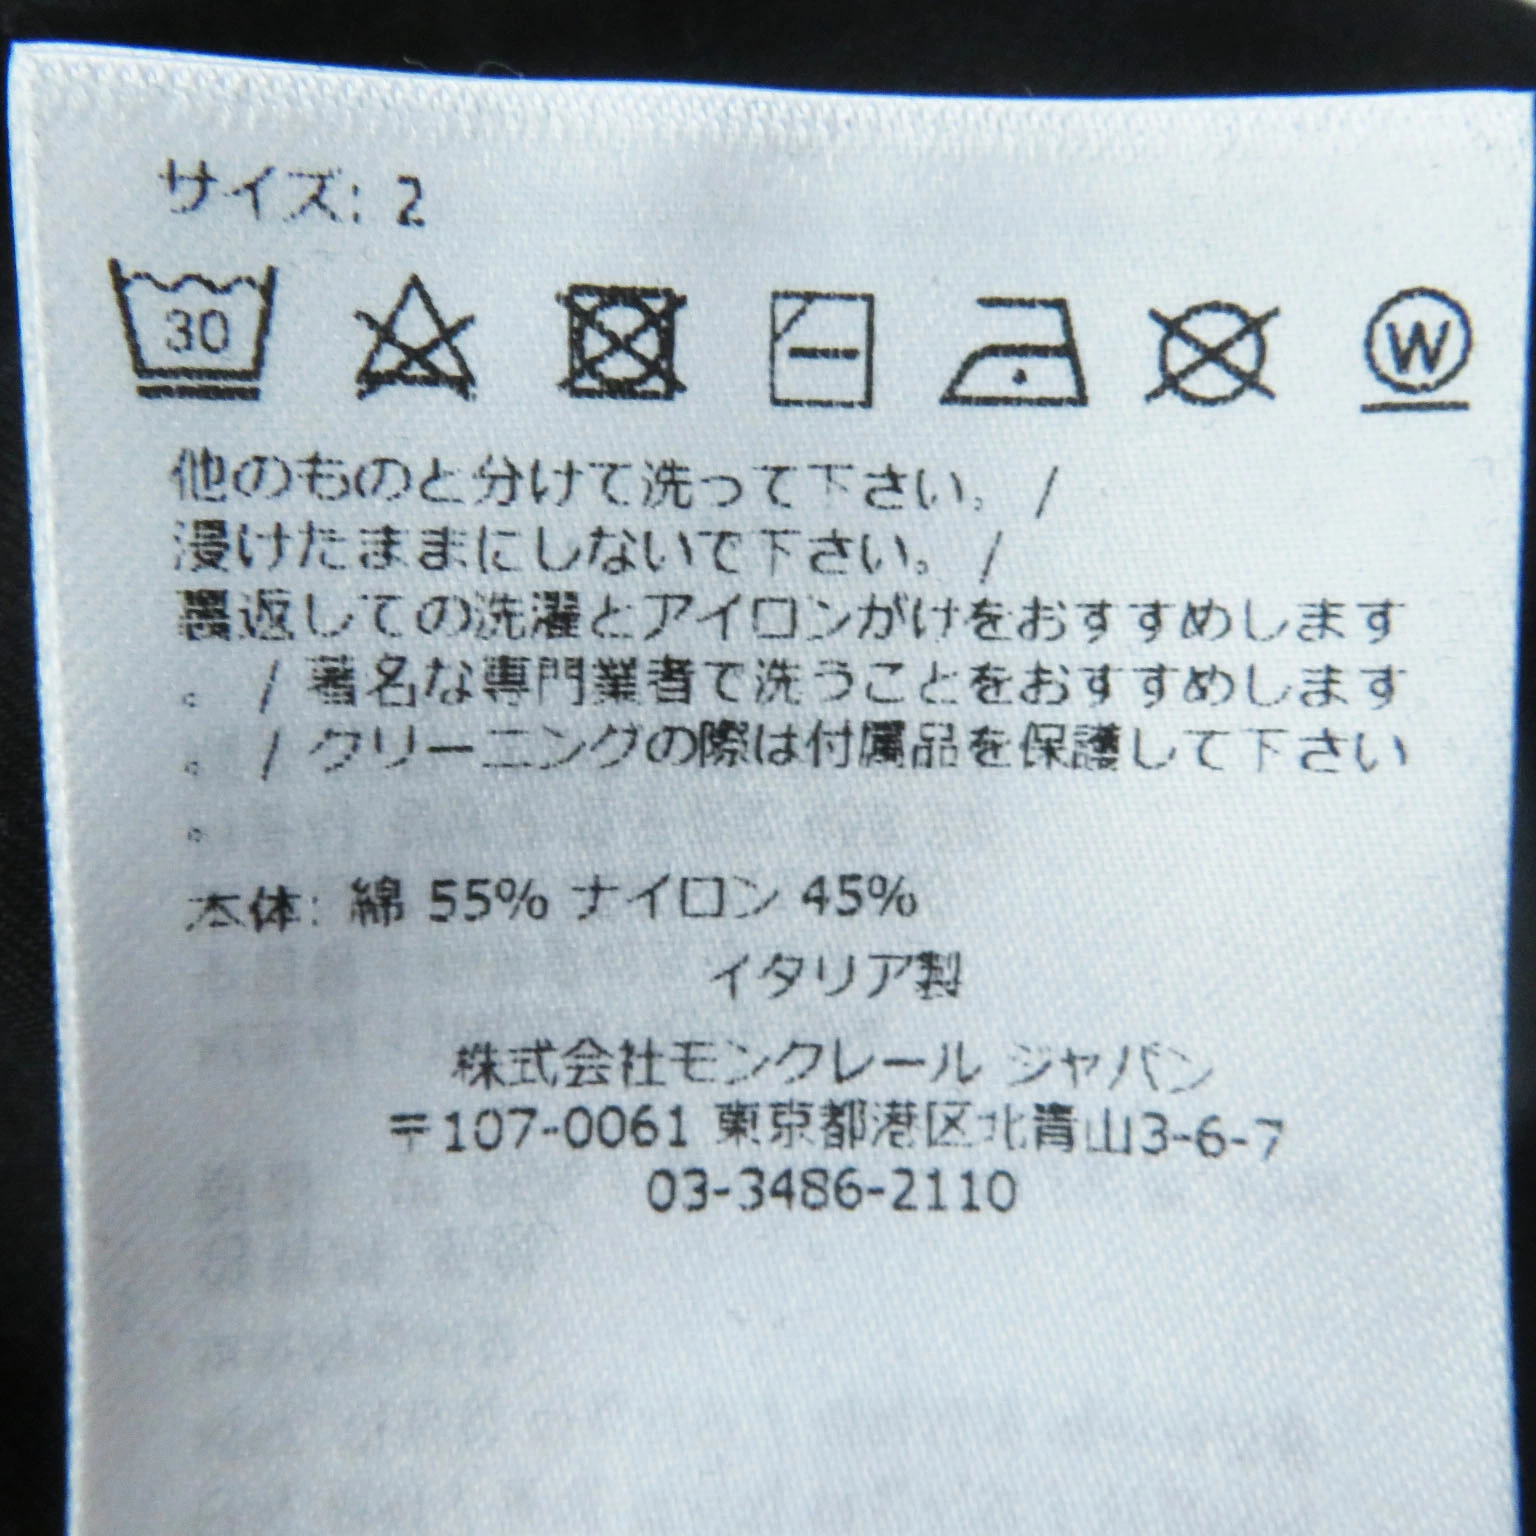 サイズ: 2
30
W
他のものと分けて洗って下さい。 /
浸けたままにしないで下さい。 /
裏返しての洗濯とアイロンがけをおすすめします
。 / 著名な専門業者で洗うことをおすすめします
。 / クリーニングの際は付属品を保護して下さい
。
本体: 綿 55% ナイロン 45%
イタリア製
株式会社モンクレール ジャパン
〒107-0061 東京都港区北青山3-6-7
03-3486-2110